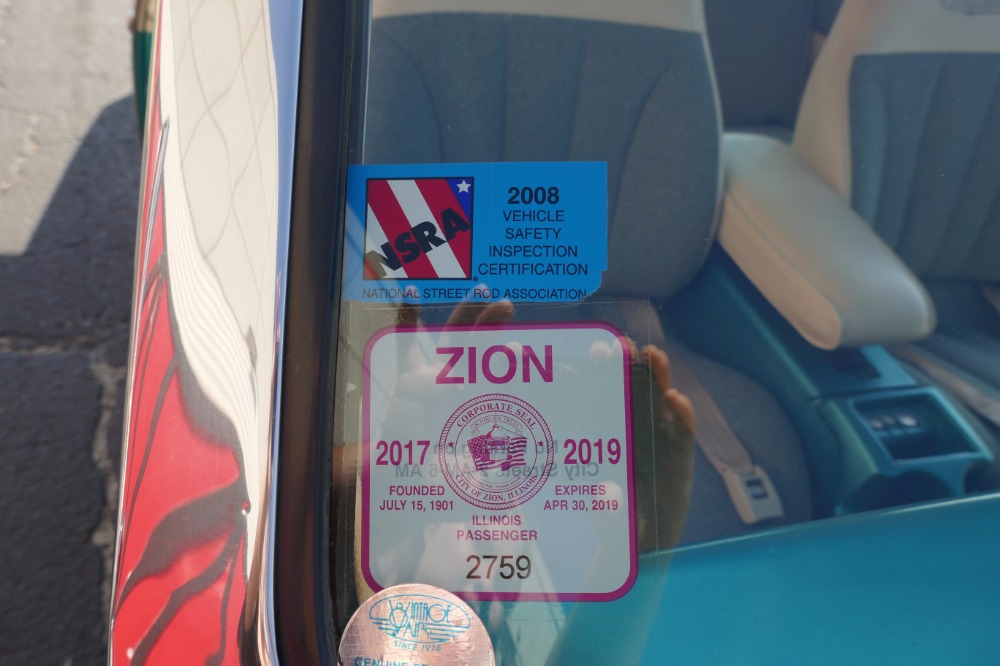 NSRA
2008
VEHICLE
SAFETY
INSPECTION
CERTIFICATION
NATIONAL STREET ROD ASSOCIATION
ZION
CORPORATE SEAL
2017
2019
CITY OF ZION, ILLINOIS
FOUNDED
JULY 15, 1901
EXPIRES
APR 30, 2019
ILLINOIS
PASSENGER
2759
VINTAGE
AIR
SINCE 1976
GENUINE